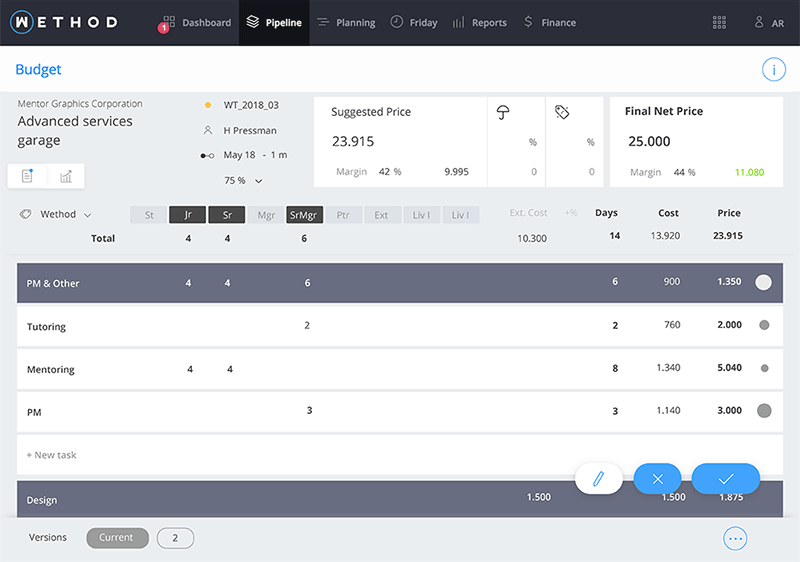 WETHOD
1 Dashboard Pipeline Planning Friday Reports $ Finance AR
Budget i
Mentor Graphics Corporation
Advanced services
garage
WT_2018_03
H Pressman
May 18 - 1 m
75 %
Suggested Price
23.915 % %
Margin 42 % 9.995 0 0
Final Net Price
25.000
Margin 44 % 11.080
Wethod St Jr Sr Mgr SrMgr Ptr Ext Liv I Liv I Ext. Cost +% Days Cost Price
Total 4 4 6 10.300 14 13.920 23.915
PM & Other 4 4 6 6 900 1.350
Tutoring 2 2 760 2.000
Mentoring 4 4 8 1.340 5.040
PM 3 3 1.140 3.000
+ New task
Design 1.500 1.500 1.875
Versions Current 2